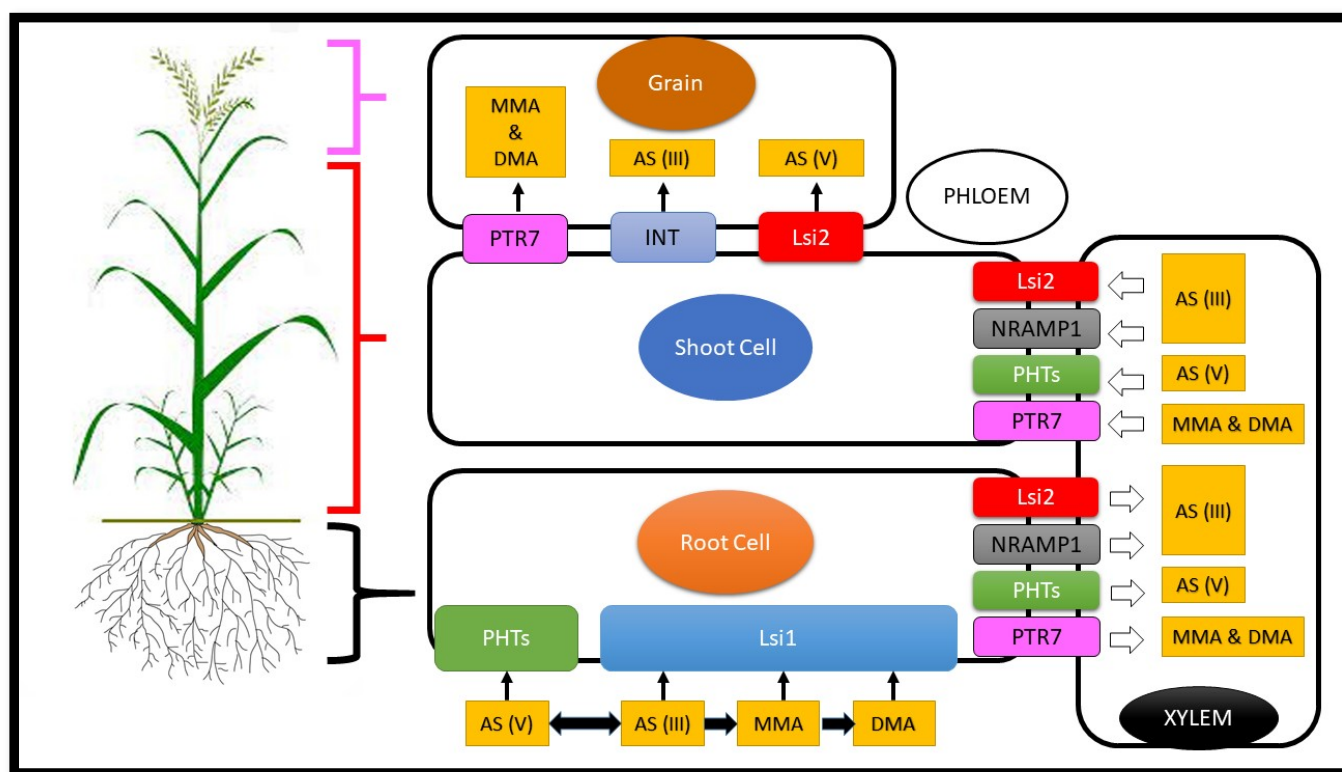 Grain
MMA
&
DMA
AS (III)
AS (V)
PTR7
INT
Lsi2
PHLOEM
Shoot Cell
Lsi2
NRAMP1
PHTs
PTR7
AS (III)
AS (V)
MMA & DMA
Root Cell
Lsi2
NRAMP1
PHTs
PTR7
AS (III)
AS (V)
MMA & DMA
PHTs
Lsi1
AS (V)
AS (III)
MMA
DMA
XYLEM